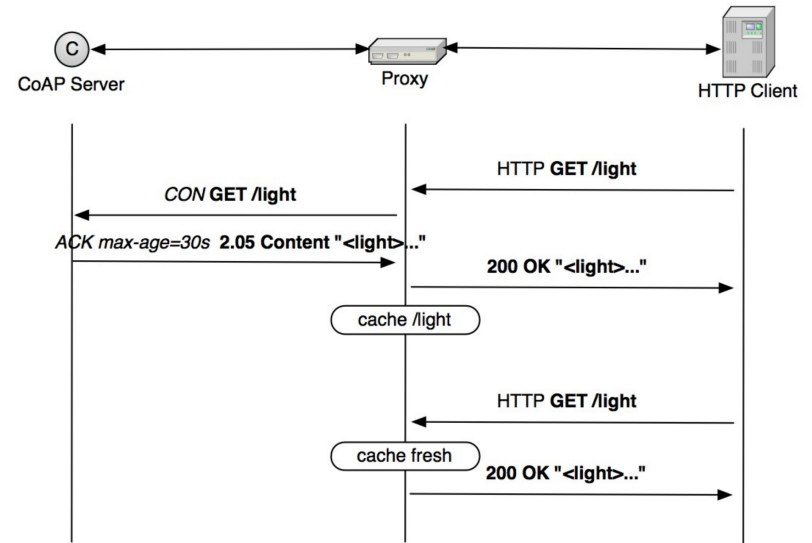 C
CoAP Server
Proxy
HTTP Client
HTTP GET /light
CON GET /light
ACK max-age=30s 2.05 Content "<light>..."
200 OK "<light>..."
cache /light
HTTP GET /light
cache fresh
200 OK "<light>..."